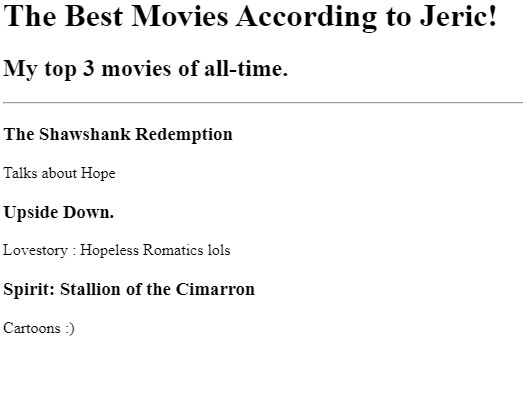 The Best Movies According to Jeric!
My top 3 movies of all-time.
The Shawshank Redemption
Talks about Hope
Upside Down.
Lovestory : Hopeless Romatics lols
Spirit: Stallion of the Cimarron
Cartoons :)